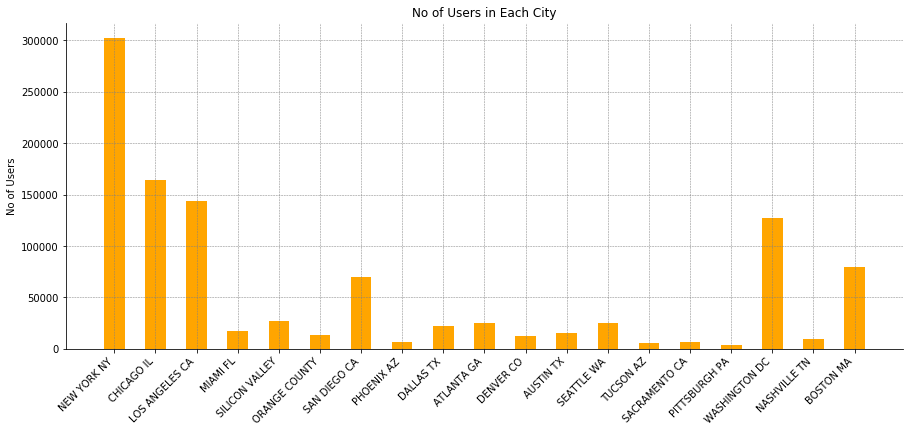 No of Users in Each City
No of Users
300000
250000
200000
150000
100000
50000
0
NEW YORK NY
CHICAGO IL
LOS ANGELES CA
MIAMI FL
SILICON VALLEY
ORANGE COUNTY
SAN DIEGO CA
PHOENIX AZ
DALLAS TX
ATLANTA GA
DENVER CO
AUSTIN TX
SEATTLE WA
TUCSON AZ
SACRAMENTO CA
PITTSBURGH PA
WASHINGTON DC
NASHVILLE TN
BOSTON MA